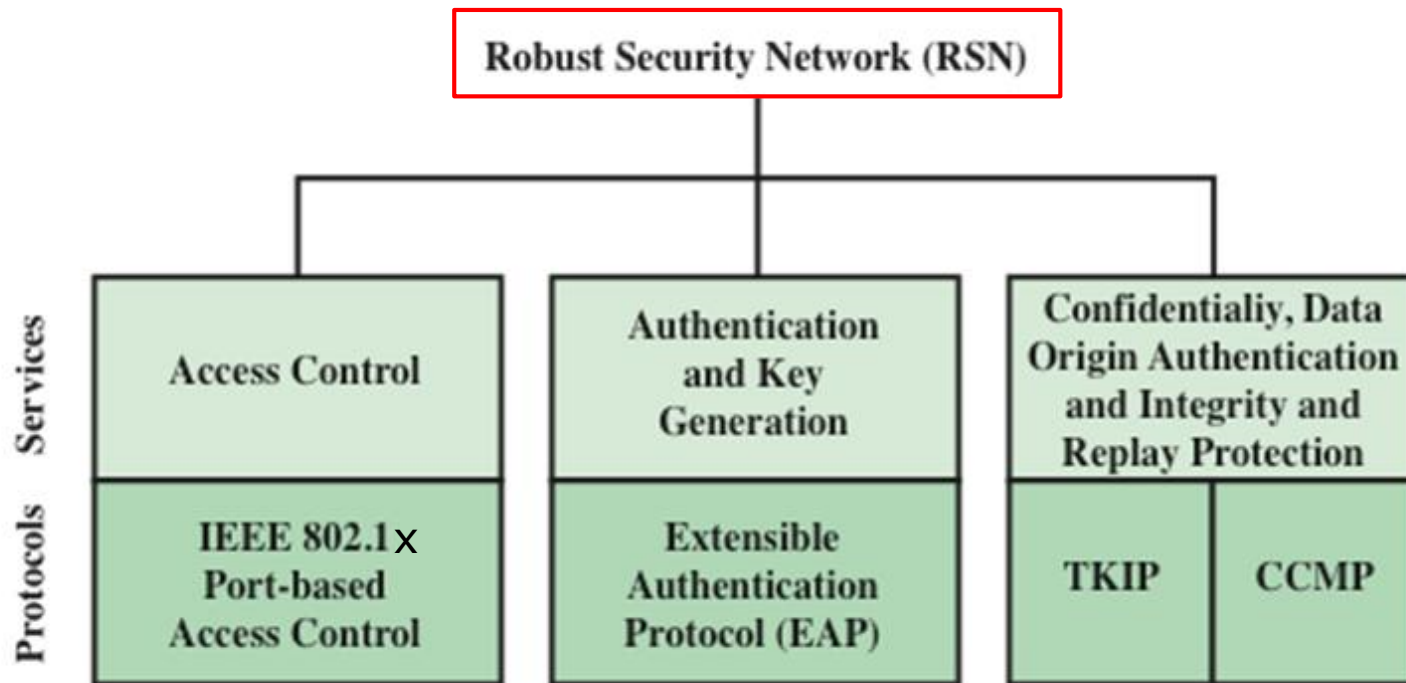 Robust Security Network (RSN)
Services
Access Control
Authentication
and Key
Generation
Confidentialiy, Data
Origin Authentication
and Integrity and
Replay Protection
Protocols
IEEE 802.1x
Port-based
Access Control
Extensible
Authentication
Protocol (EAP)
TKIP
CCMP